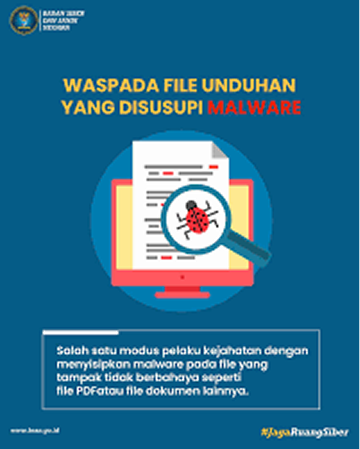 BADAN SIBER
DAN SANDI
NEGARA
WASPADA FILE UNDUHAN
YANG DISUSUPI MALWARE
Salah satu modus pelaku kejahatan dengan
menyisipkan malware pada file yang
tampak tidak berbahaya seperti
file PDFatau file dokumen lainnya.
www.bssn.go.id
#JagaRuangSiber